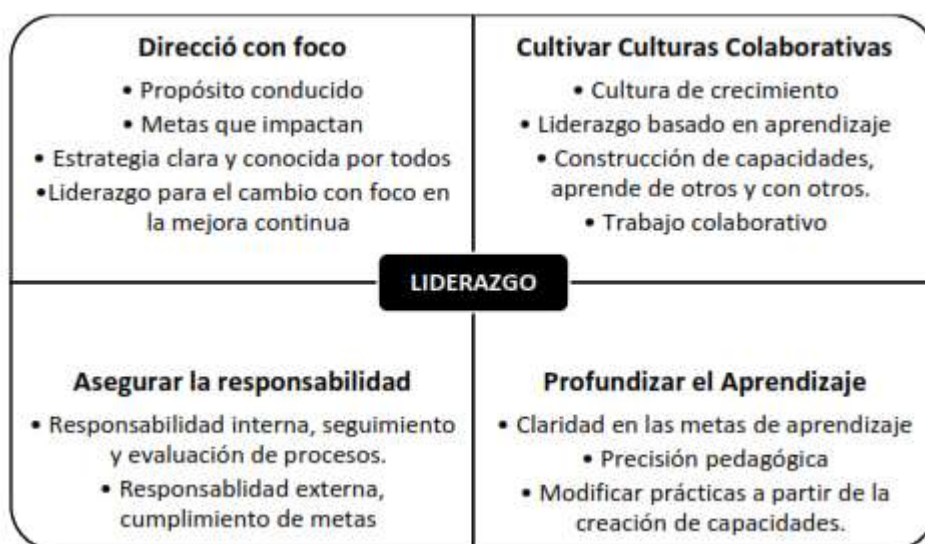 Direcció con foco
• Propósito conducido
• Metas que impactan
• Estrategia clara y conocida por todos
•Liderazgo para el cambio con foco en
la mejora continua
Cultivar Culturas Colaborativas
• Cultura de crecimiento
• Liderazgo basado en aprendizaje
• Construcción de capacidades,
aprende de otros y con otros.
• Trabajo colaborativo
LIDERAZGO
Asegurar la responsabilidad
• Responsabilidad interna, seguimiento
y evaluación de procesos.
• Responsablidad externa,
cumplimiento de metas
Profundizar el Aprendizaje
• Claridad en las metas de aprendizaje
• Precisión pedagógica
• Modificar prácticas a partir de la
creación de capacidades.